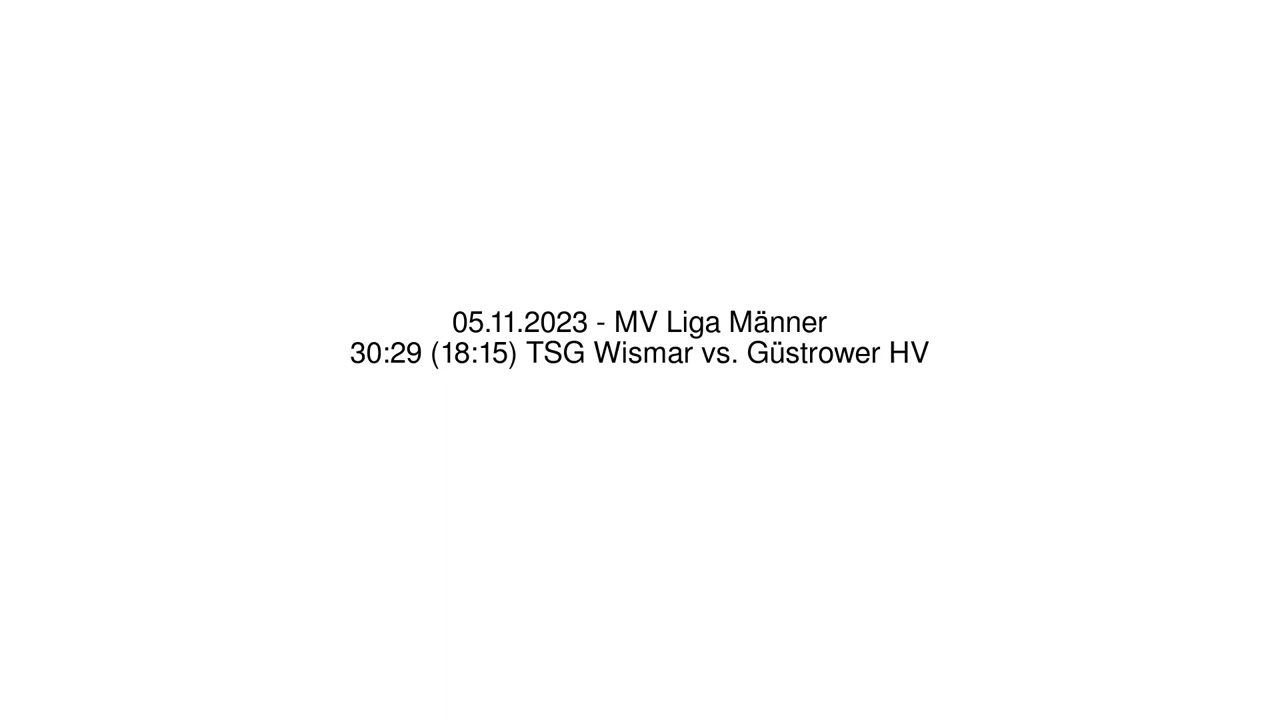 05.11.2023 - MV Liga Männer
30:29 (18:15) TSG Wismar vs. Güstrower HV